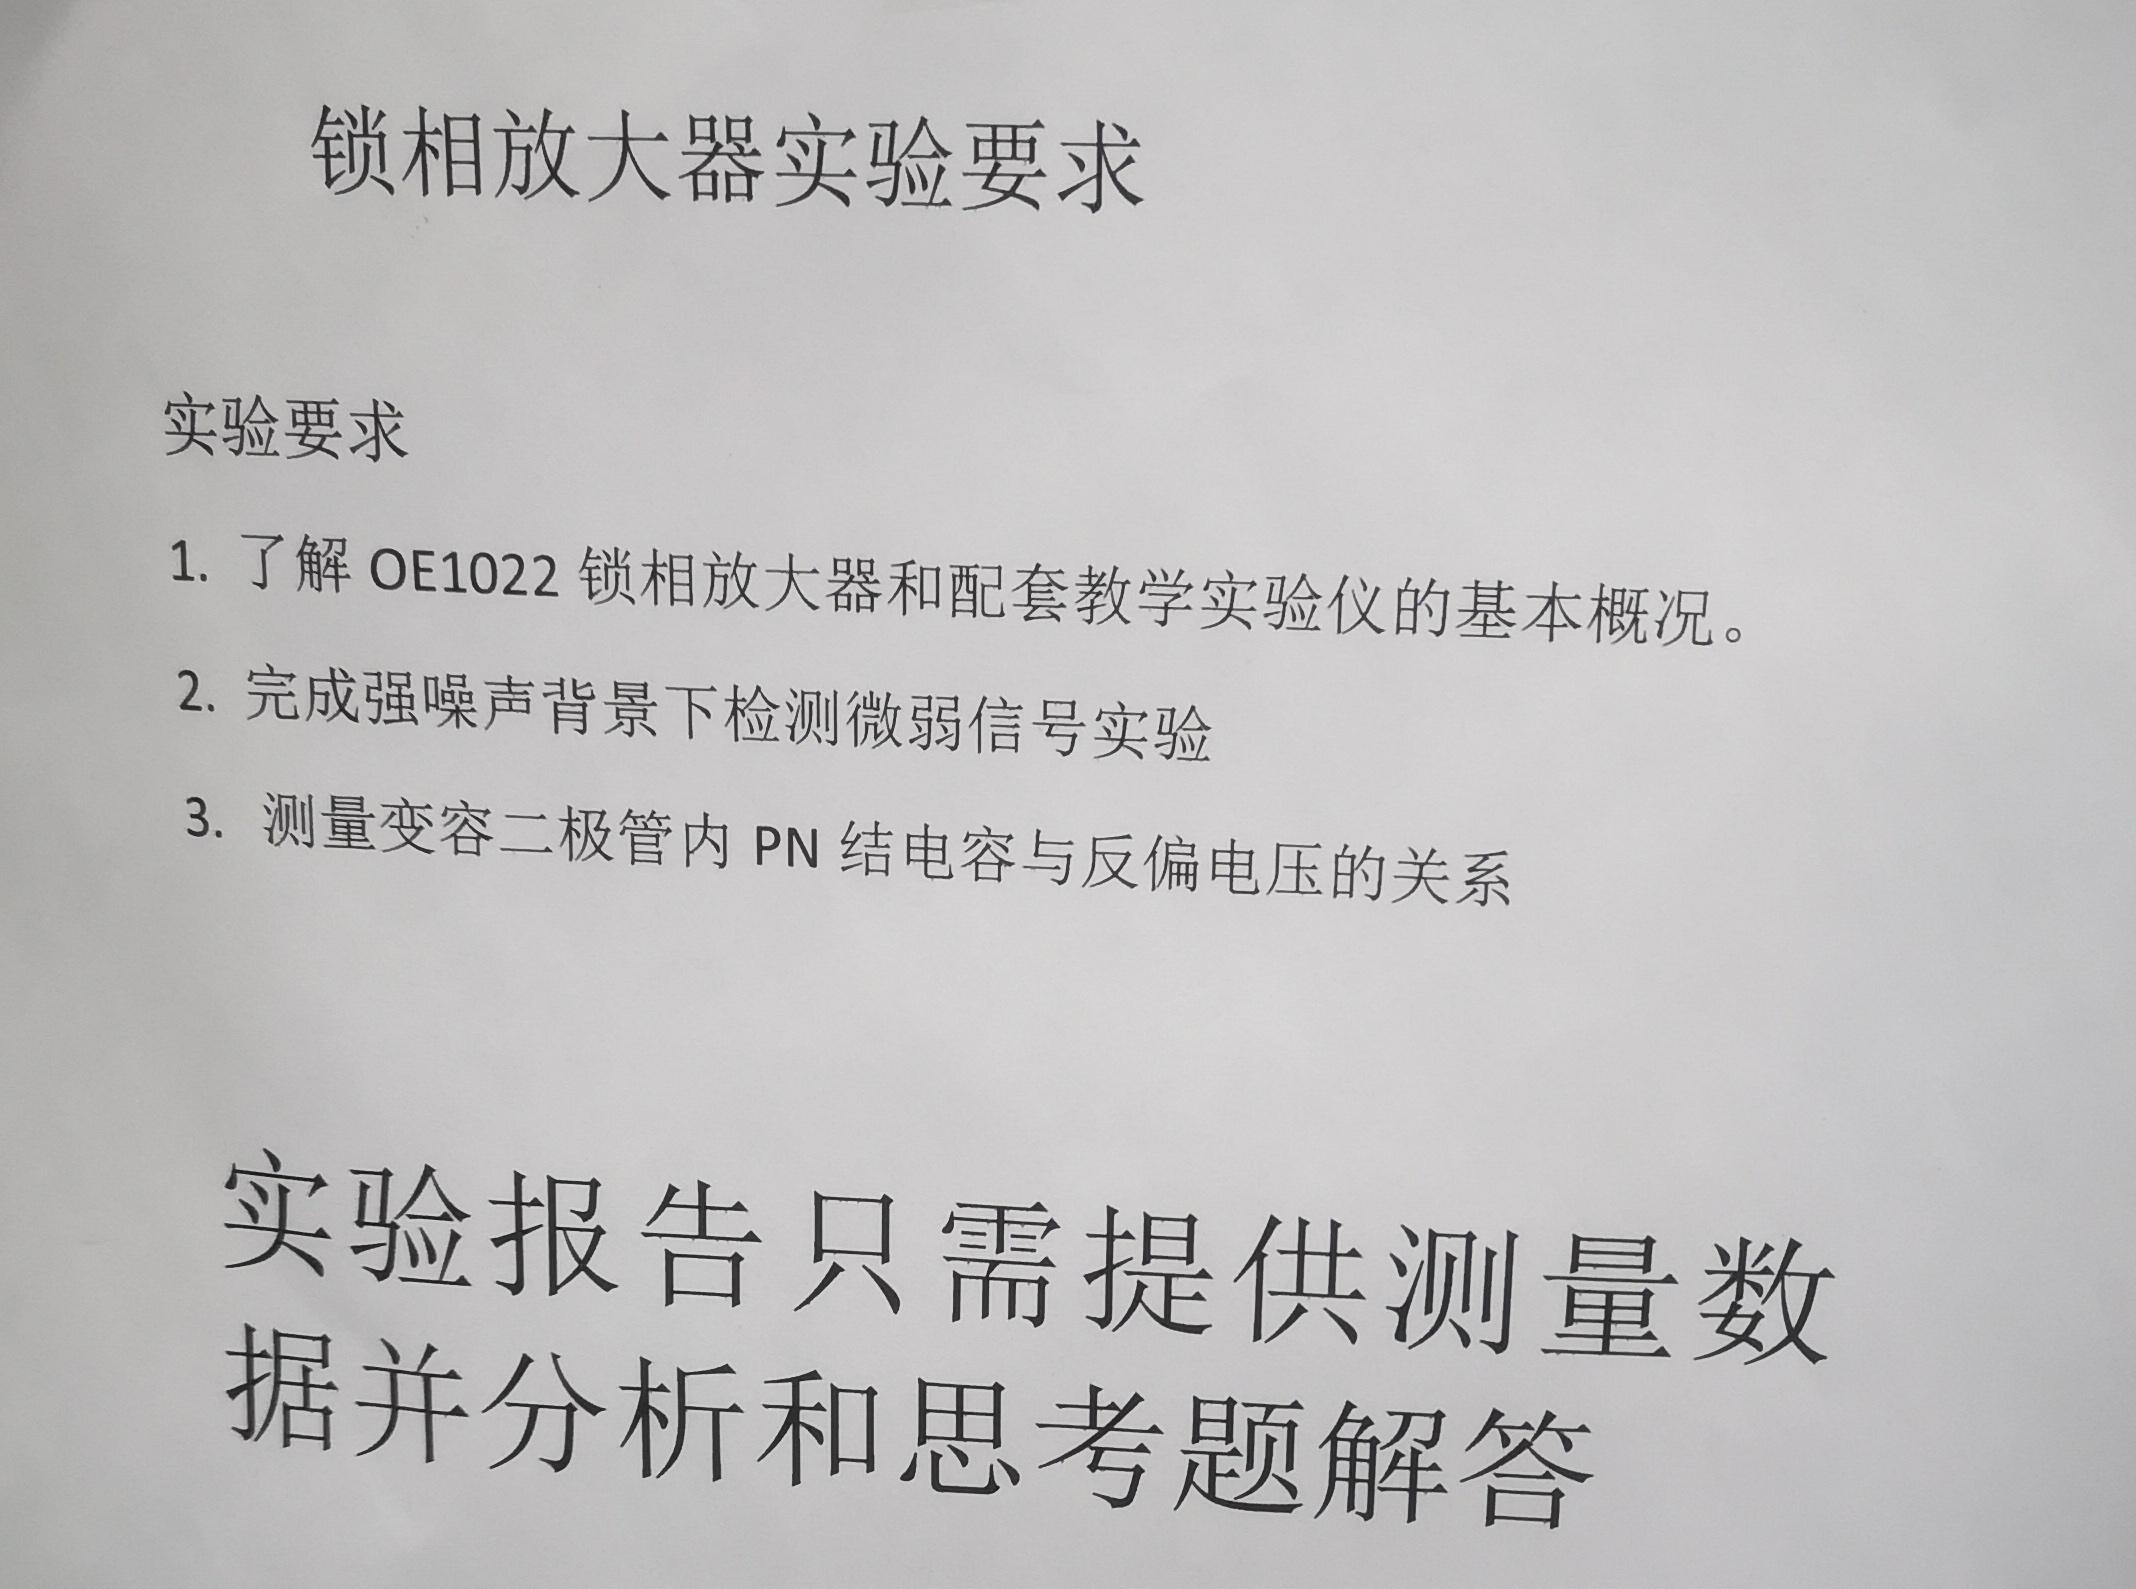 锁相放大器实验要求
实验要求
1. 了解 OE1022 锁相放大器和配套教学实验仪的基本概况。
2. 完成强噪声背景下检测微弱信号实验
3. 测量变容二极管内 PN 结电容与反偏电压的关系
实验报告只需提供测量数
据并分析和思考题解答